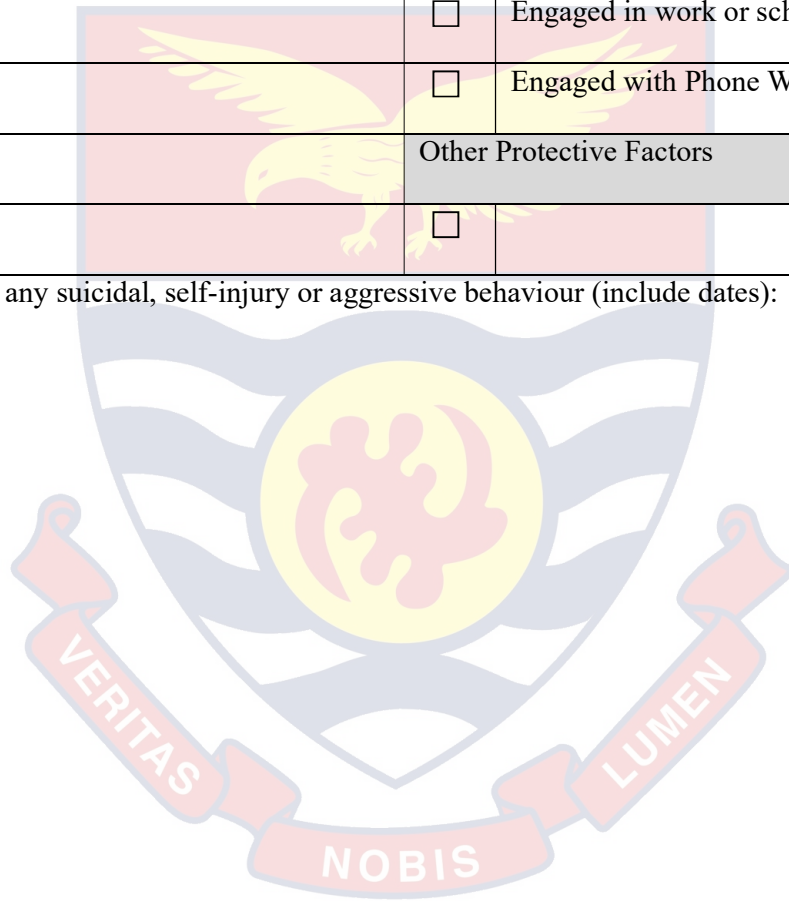 ☐ Engaged in work or sch
☐ Engaged with Phone W
Other Protective Factors
☐
any suicidal, self-injury or aggressive behaviour (include dates):
VERITAS
NOBIS
LUMEN